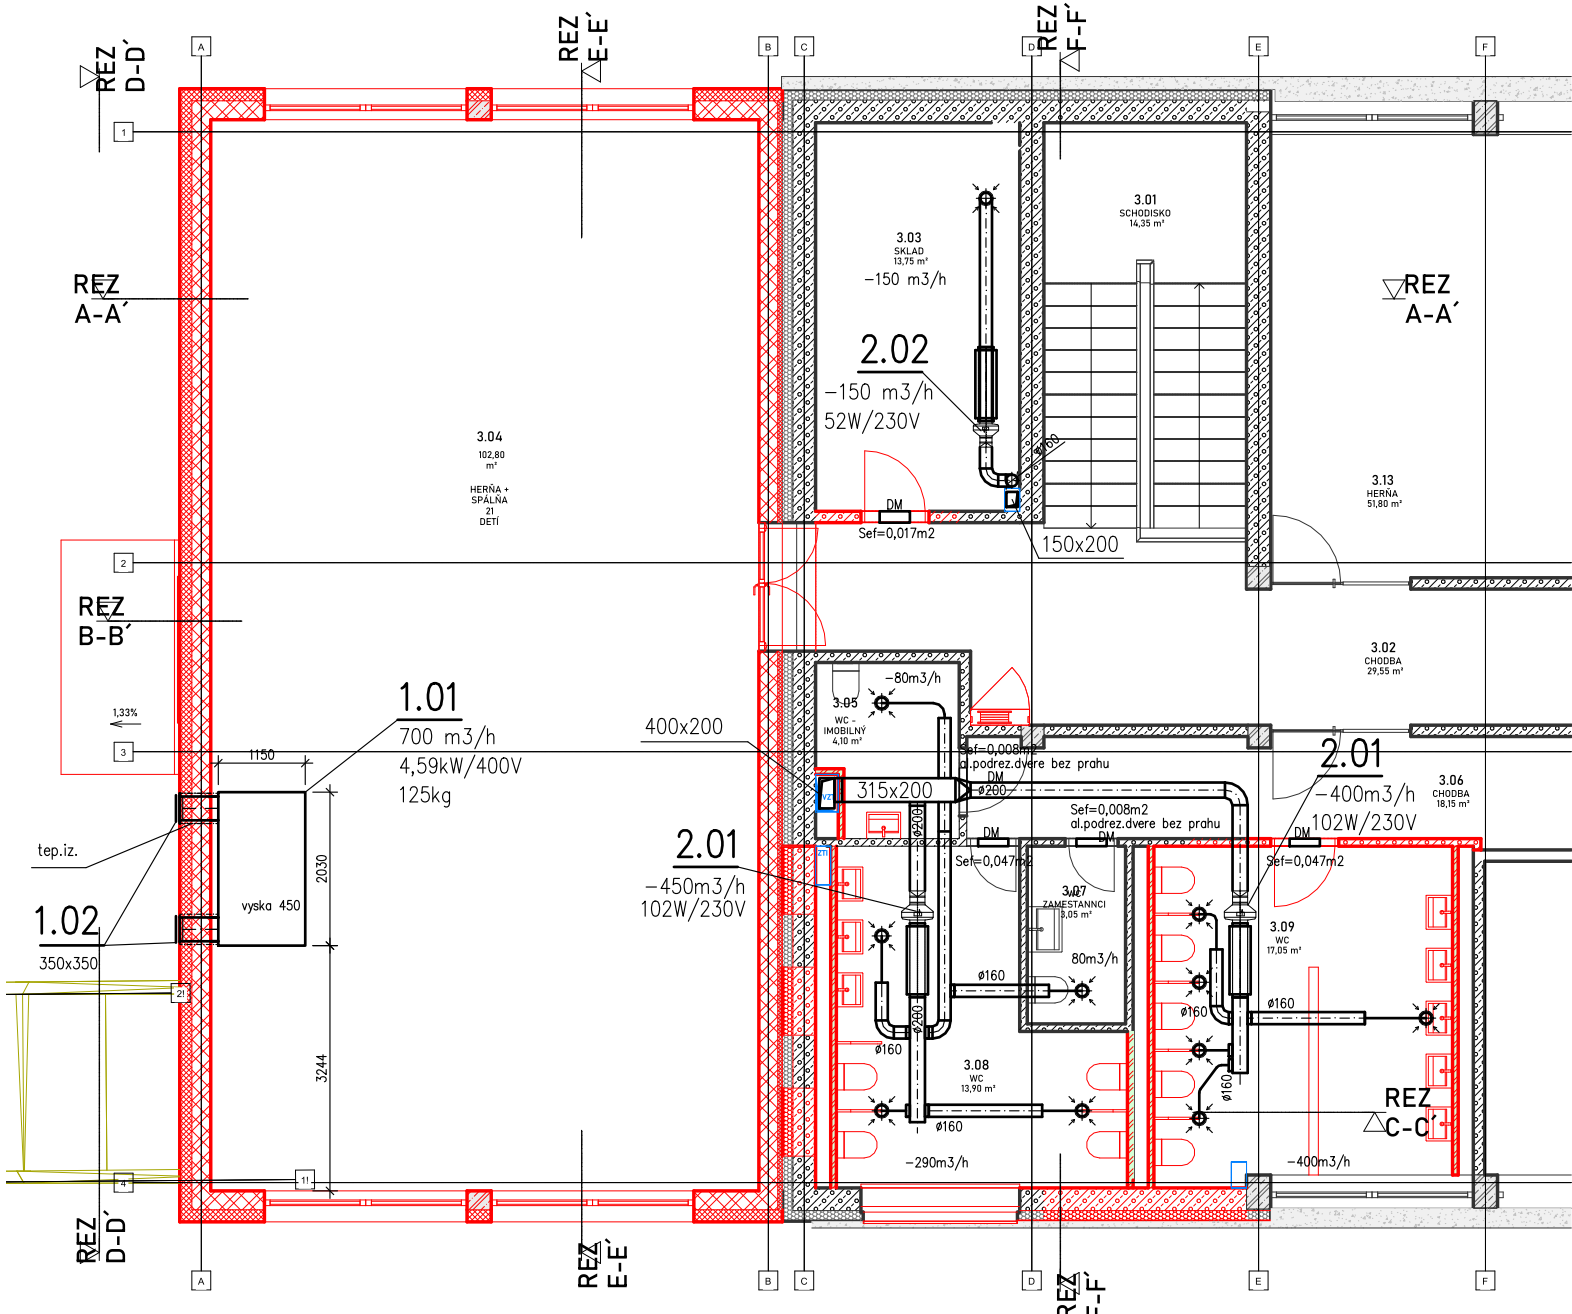 REZ
D-D´
REZ
E-E´
REZ
F-F´
A
B
C
D
E
F
1
3.01
SCHODISKO
14,35 m²
3.03
SKLAD
13,75 m²
-150 m3/h
REZ
A-A´
REZ
A-A´
2.02
-150 m3/h
52W/230V
3.04
102,80
m²
HERŇA +
SPÁLŇA
21
DETÍ
ø160
3.13
HERŇA
51,80 m²
V
DM
Sef=0,017m2
150x200
2
REZ
B-B´
3.02
CHODBA
29,55 m²
1.01
700 m3/h
4,59kW/400V
125kg
1,33%
3
1150
400x200
-80m3/h
3.05
WC -
IMOBILNÝ
4,10 m²
Sef=0,008m2
al.podrez.dvere bez prahu
DM
ø200
VZT
315x200
2.01
-400m3/h
102W/230V
3.06
CHODBA
18,15 m²
Sef=0,008m2
al.podrez.dvere bez prahu
ø200
DM
DM
DM
Sef=0,047m2
Sef=0,047m2
ZTI
tep.iz.
2030
2.01
-450m3/h
102W/230V
3.07
WC
ZAMESTANNCI
3,05 m²
vyska 450
1.02
350x350
3.09
WC
17,05 m²
80m3/h
ø160
ø160
ø160
ø200
ø160
2!
3244
3.08
WC
13,90 m²
ø160
ø160
REZ
C-C´
-290m3/h
-400m3/h
4
1!
REZ
D-D´
REZ
E-E´
REZ
F-F´
A
B
C
D
E
F